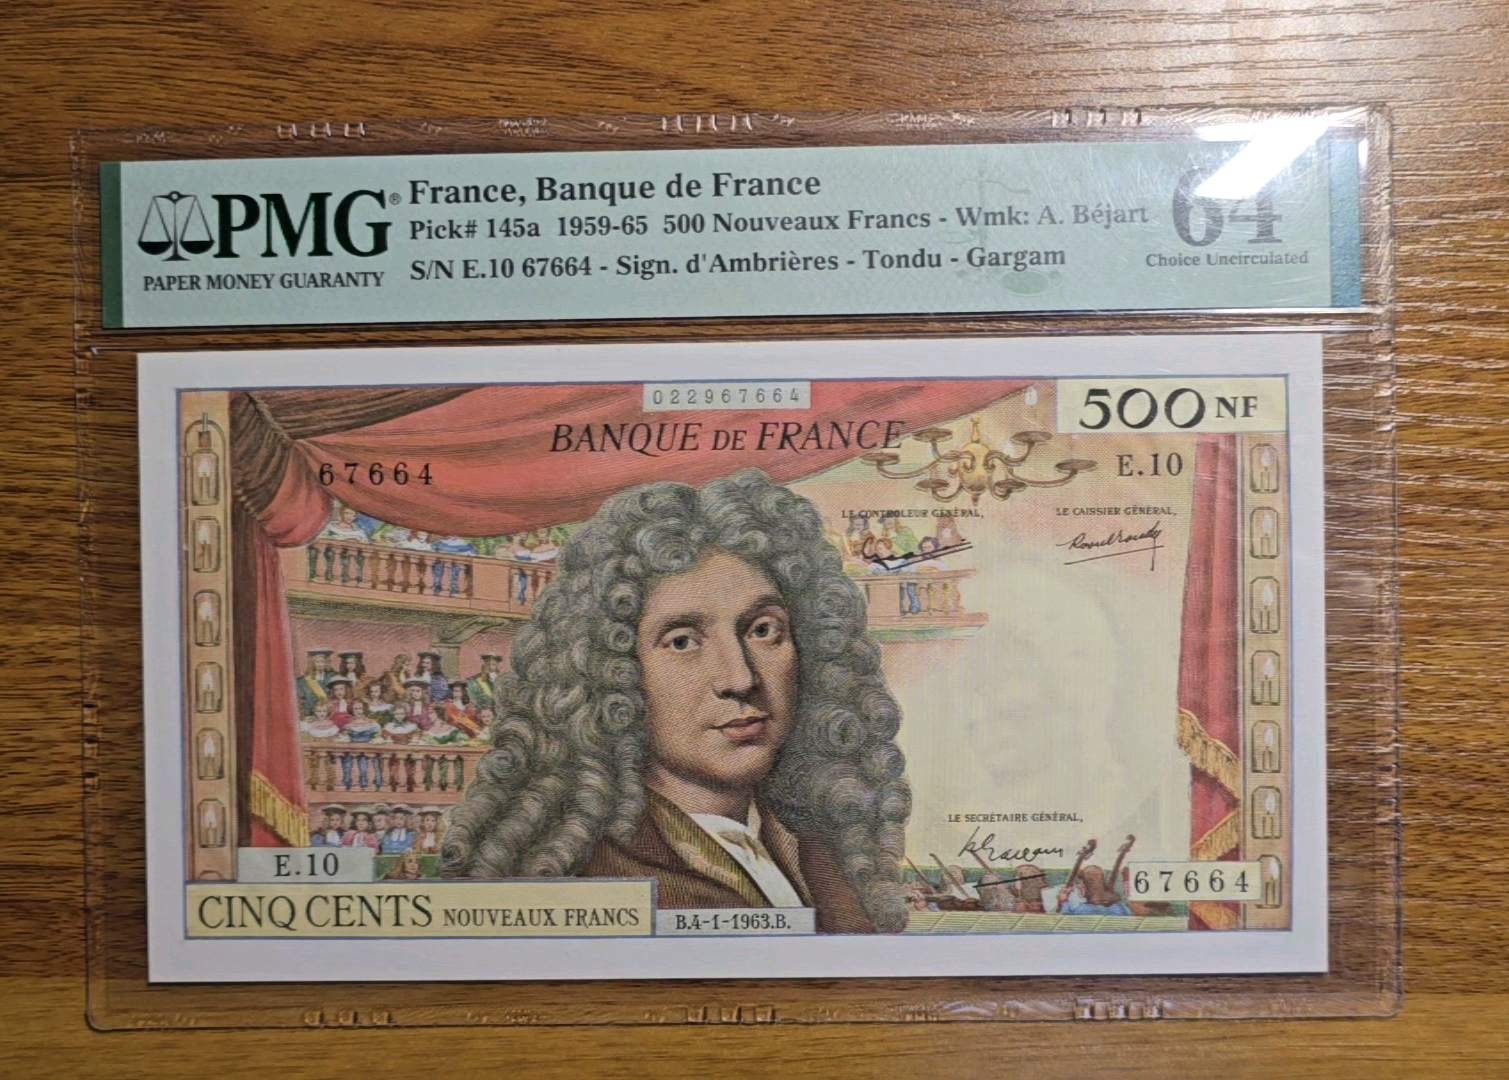 PMG®
PAPER MONEY GUARANTY
France, Banque de France
Pick# 145a 1959-65 500 Nouveaux Francs - Wmk: A. Béjart
S/N E.10 67664 - Sign. d'Ambrières - Tondu - Gargam
64
Choice Uncirculated
022967664
500 NF
BANQUE DE FRANCE
67664
E.10
LE CONTROLEUR GÉNÉRAL,
LE CAISSIER GÉNÉRAL,
LE SECRÉTAIRE GÉNÉRAL,
E.10
67664
CINQ CENTS NOUVEAUX FRANCS
B.4-1-1963.B.